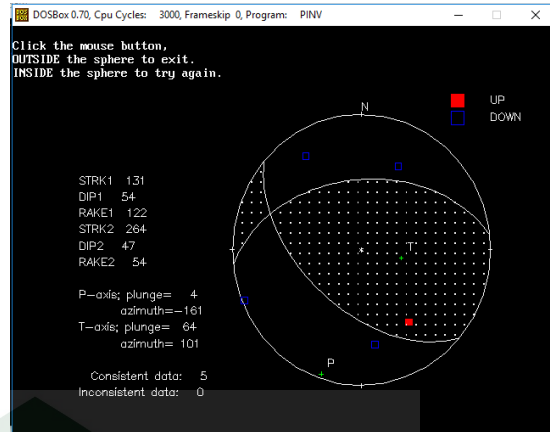 DOSBox 0.70, Cpu Cycles: 3000, Frameskip 0, Program: PINV
Click the mouse button,
OUTSIDE the sphere to exit.
INSIDE the sphere to try again.
UP
DOWN
N
STRK1 131
DIP1 54
RAKE1 122
STRK2 264
DIP2 47
RAKE2 54
T
P-axis; plunge= 4
azimuth=-161
T-axis; plunge= 64
azimuth= 101
P
Consistent data: 5
Inconsistent data: 0